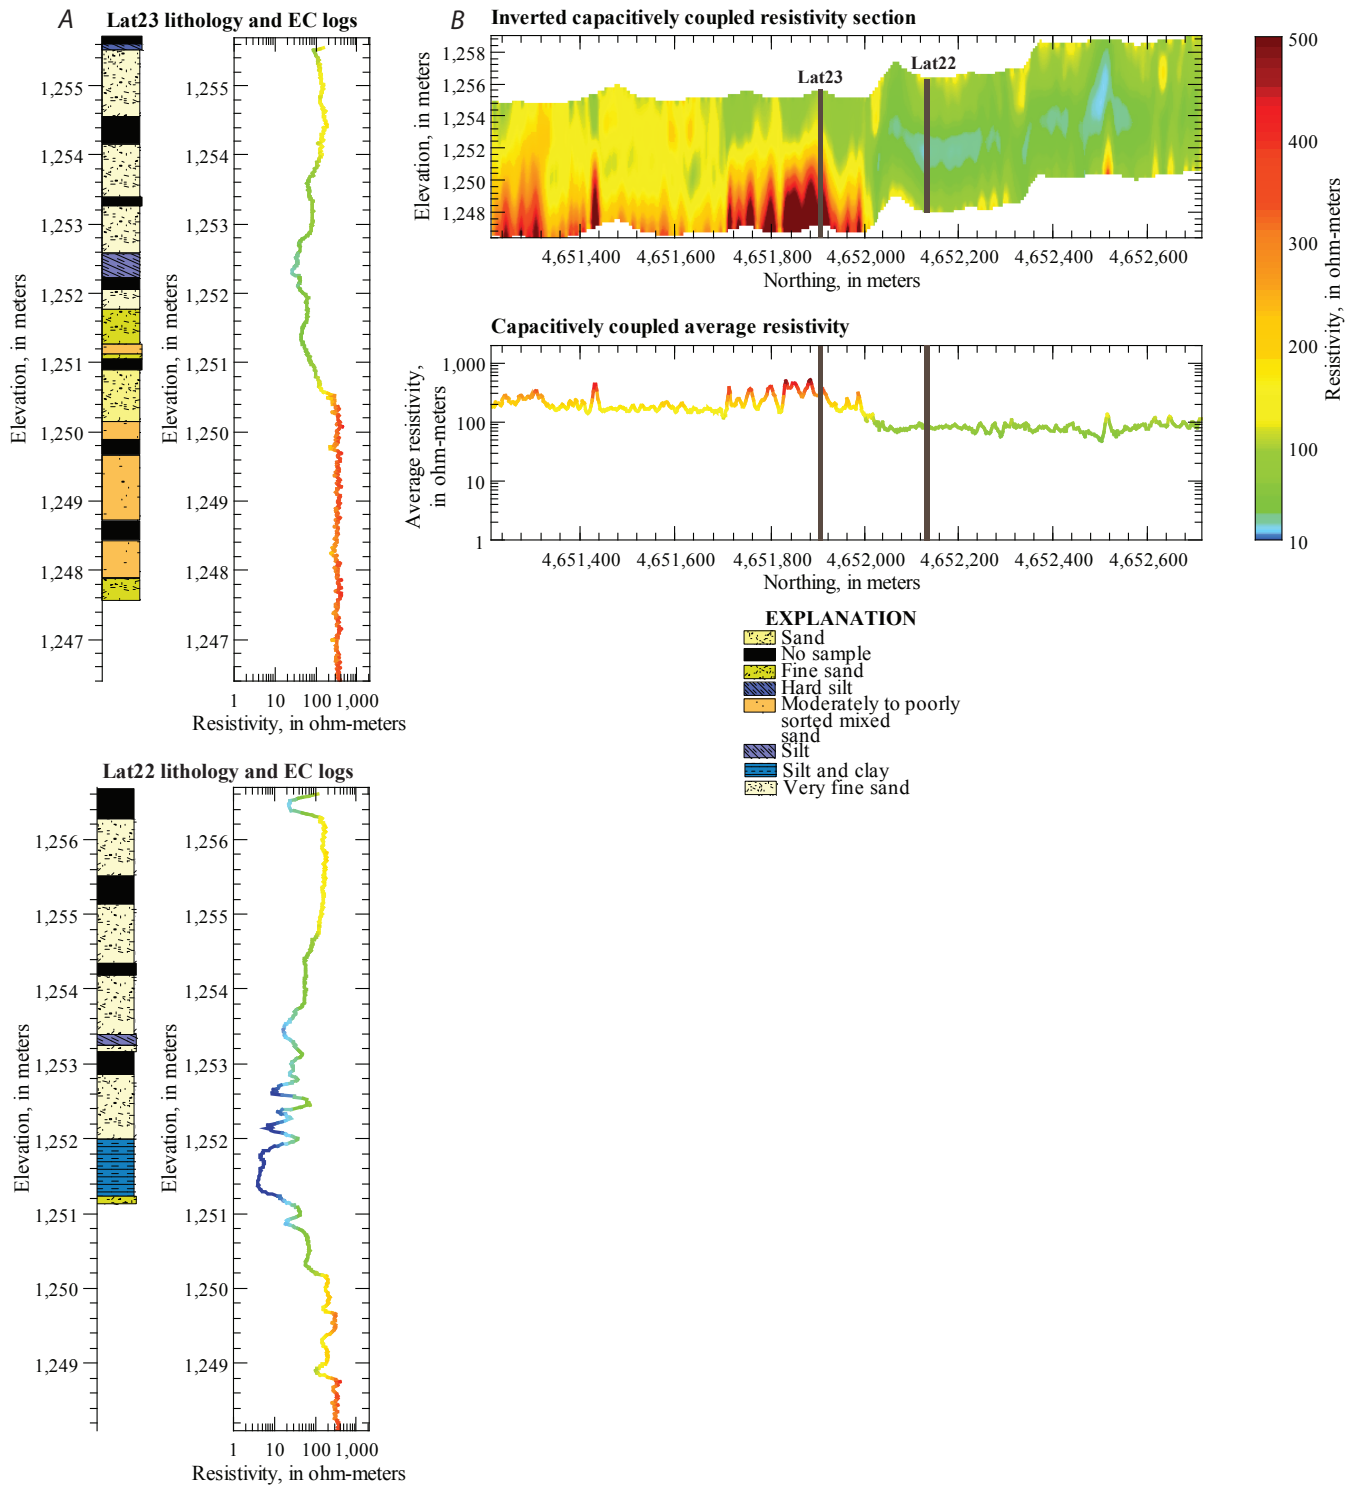 A
Lat23 lithology and EC logs
Elevation, in meters
1,255
1,254
1,253
1,252
1,251
1,250
1,249
1,248
1,247
Elevation, in meters
1,255
1,254
1,253
1,252
1,251
1,250
1,249
1,248
1,247
1 10 100 1,000
Resistivity, in ohm-meters
Lat22 lithology and EC logs
Elevation, in meters
1,256
1,255
1,254
1,253
1,252
1,251
1,250
1,249
Elevation, in meters
1,256
1,255
1,254
1,253
1,252
1,251
1,250
1,249
1 10 100 1,000
Resistivity, in ohm-meters
B
Inverted capacitively coupled resistivity section
Elevation, in meters
1,258
1,256
1,254
1,252
1,250
1,248
Lat23
Lat22
4,651,400 4,651,600 4,651,800 4,652,000 4,652,200 4,652,400 4,652,600
Northing, in meters
Capacitively coupled average resistivity
Average resistivity,
in ohm-meters
1,000
100
10
1
4,651,400 4,651,600 4,651,800 4,652,000 4,652,200 4,652,400 4,652,600
Northing, in meters
500
400
300
200
100
10
Resistivity, in ohm-meters
EXPLANATION
Sand
No sample
Fine sand
Hard silt
Moderately to poorly
sorted mixed
sand
Silt
Silt and clay
Very fine sand